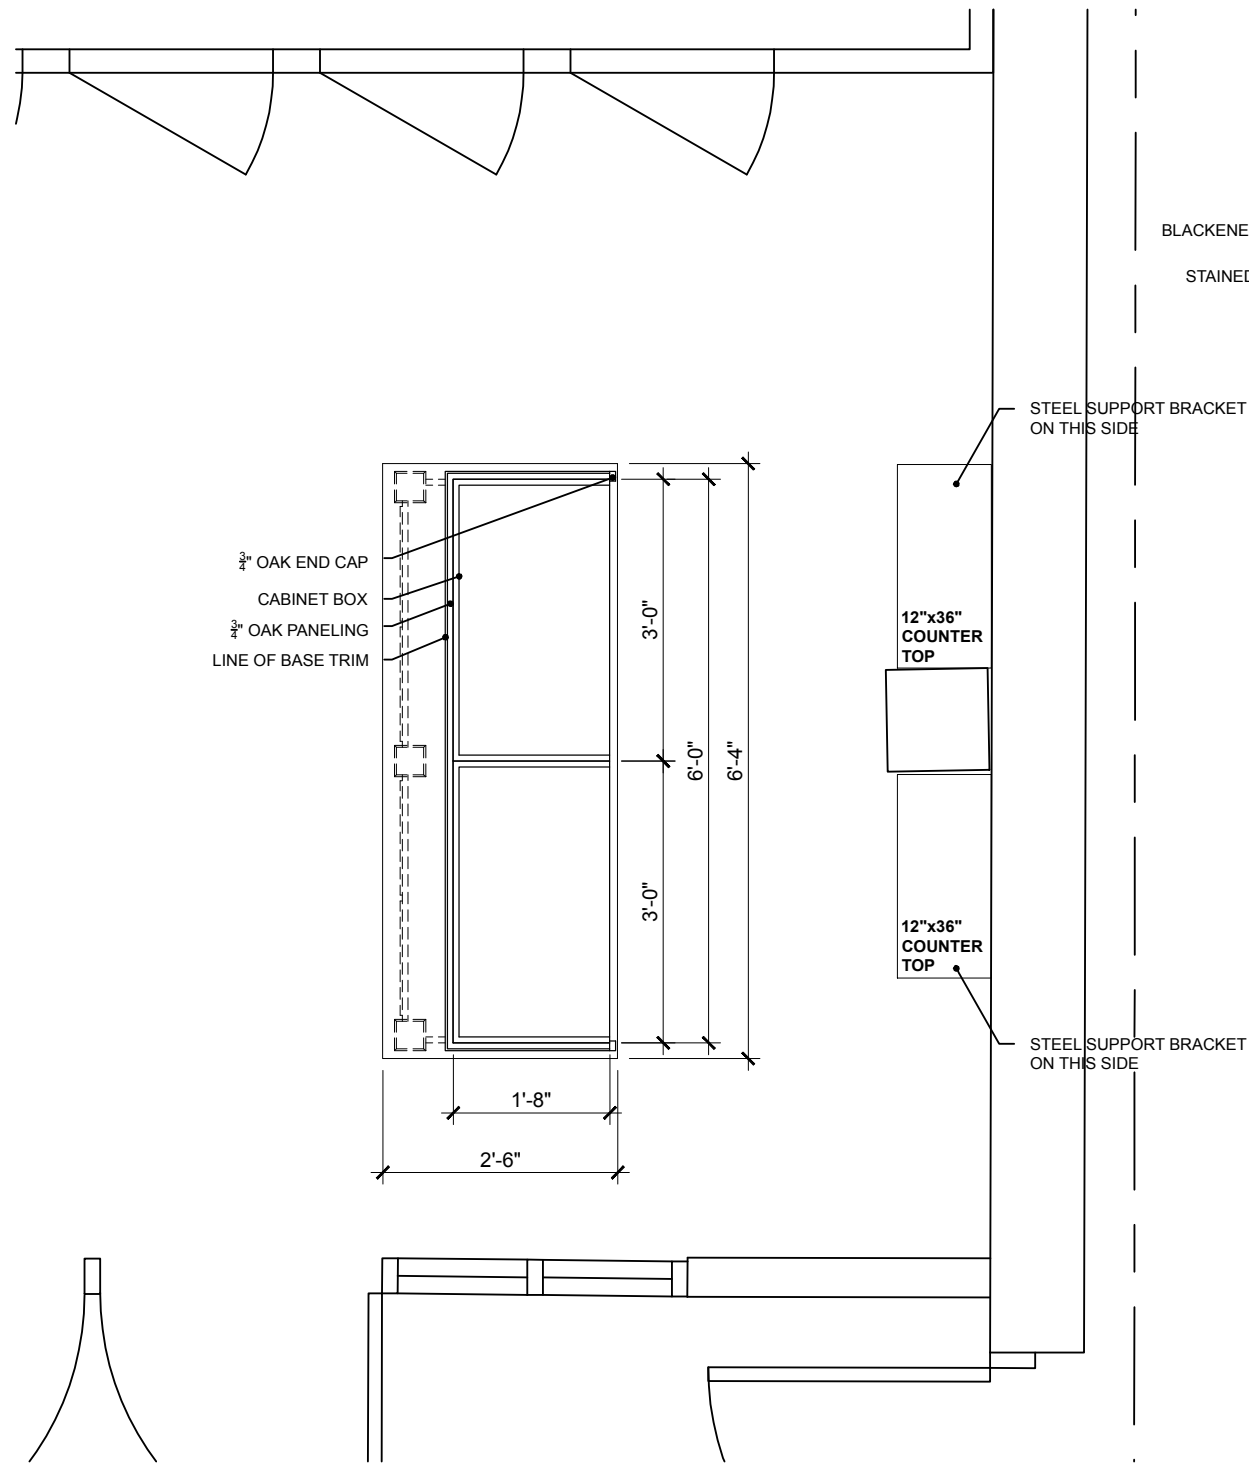 BLACKENE
STAINED
STEEL SUPPORT BRACKET
ON THIS SIDE
3/4" OAK END CAP
CABINET BOX
3/4" OAK PANELING
LINE OF BASE TRIM
3'-0"
6'-0"
6'-4"
3'-0"
12"x36"
COUNTER
TOP
12"x36"
COUNTER
TOP
STEEL SUPPORT BRACKET
ON THIS SIDE
1'-8"
2'-6"